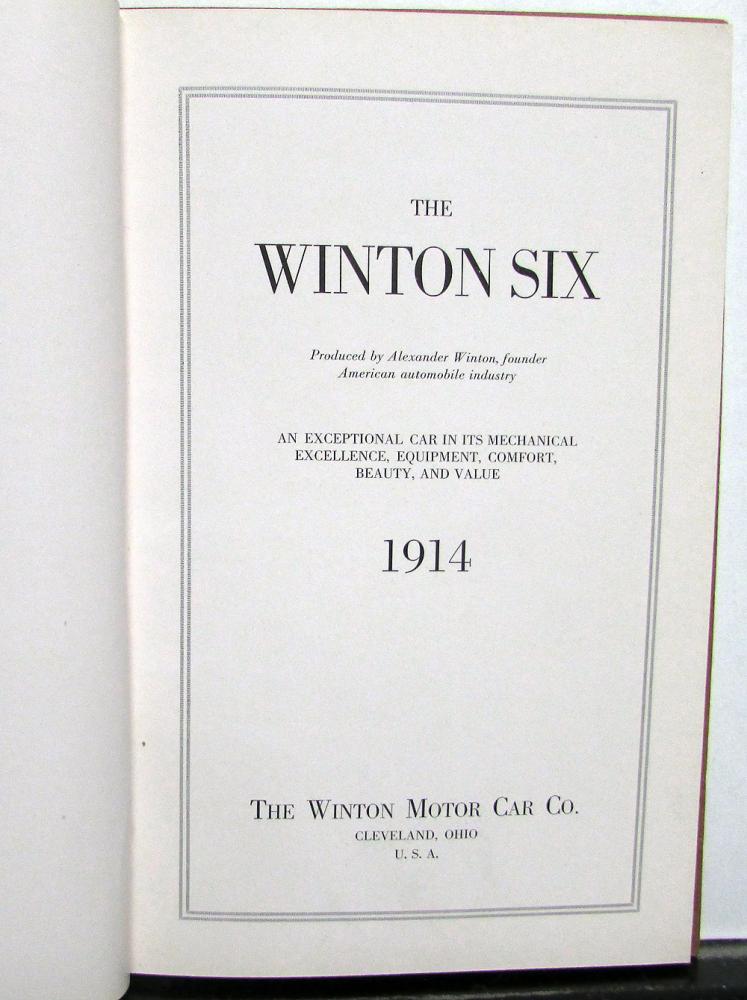 THE
WINTON SIX
Produced by Alexander Winton, founder
American automobile industry
AN EXCEPTIONAL CAR IN ITS MECHANICAL
EXCELLENCE, EQUIPMENT, COMFORT,
BEAUTY, AND VALUE
1914
THE WINTON MOTOR CAR CO.
CLEVELAND, OHIO
U. S. A.